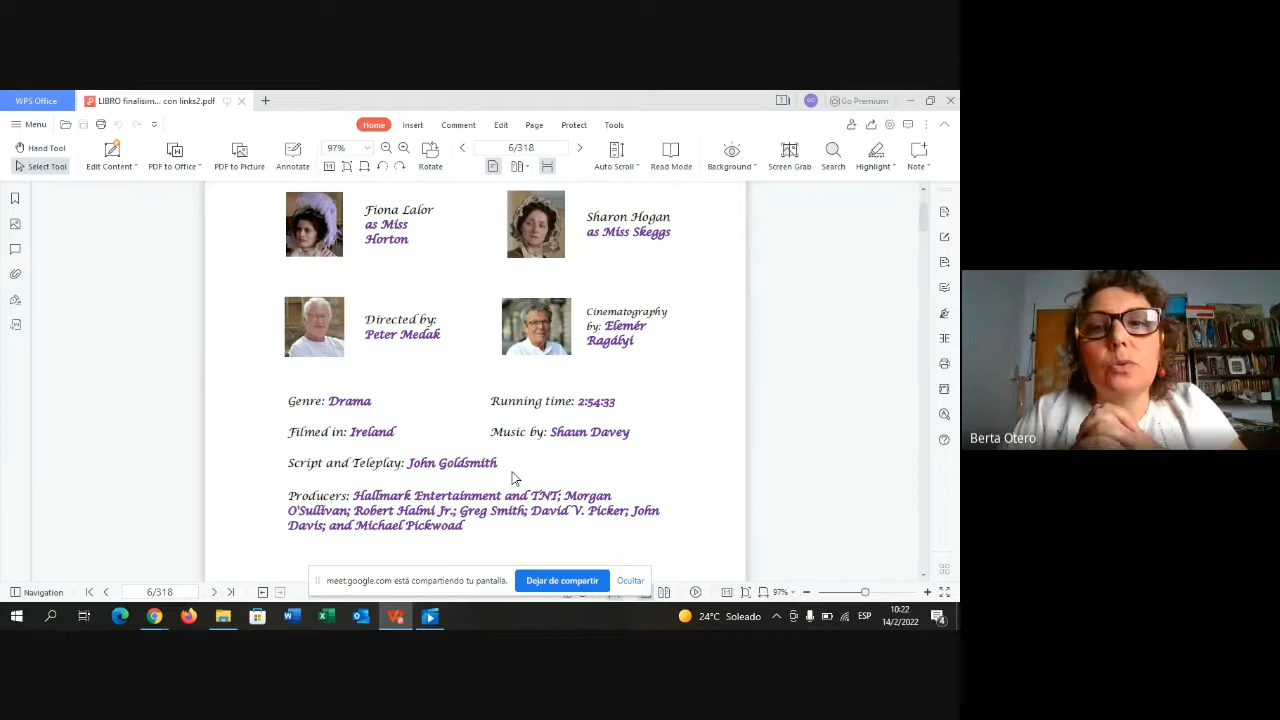 WPS Office
LIBRO finalisim... con links2.pdf
Go Premium
Menu
Home
Insert
Comment
Edit
Page
Protect
Tools
Hand Tool
Select Tool
Edit Content
PDF to Office
PDF to Picture
Annotate
97%
Rotate
6/318
Auto Scroll
Read Mode
Background
Screen Grab
Search
Highlight
Note
Fiona Lalor
as Miss
Horton
Sharon Hogan
as Miss Skeggs
Directed by:
Peter Medak
Cinematography
by: Elemér
Ragályi
Genre: Drama
Running time: 2:54:33
Filmed in: Ireland
Music by: Shaun Davey
Script and Teleplay: John Goldsmith
Producers: Hallmark Entertainment and TNT; Morgan
O'Sullivan; Robert Halmi Jr.; Greg Smith; David V. Picker; John
Davis; and Michael Pickwoad
meet.google.com está compartiendo tu pantalla.
Dejar de compartir
Ocultar
Navigation
6/318
97%
24°C Soleado
ESP
10:22
14/2/2022
4
Berta Otero